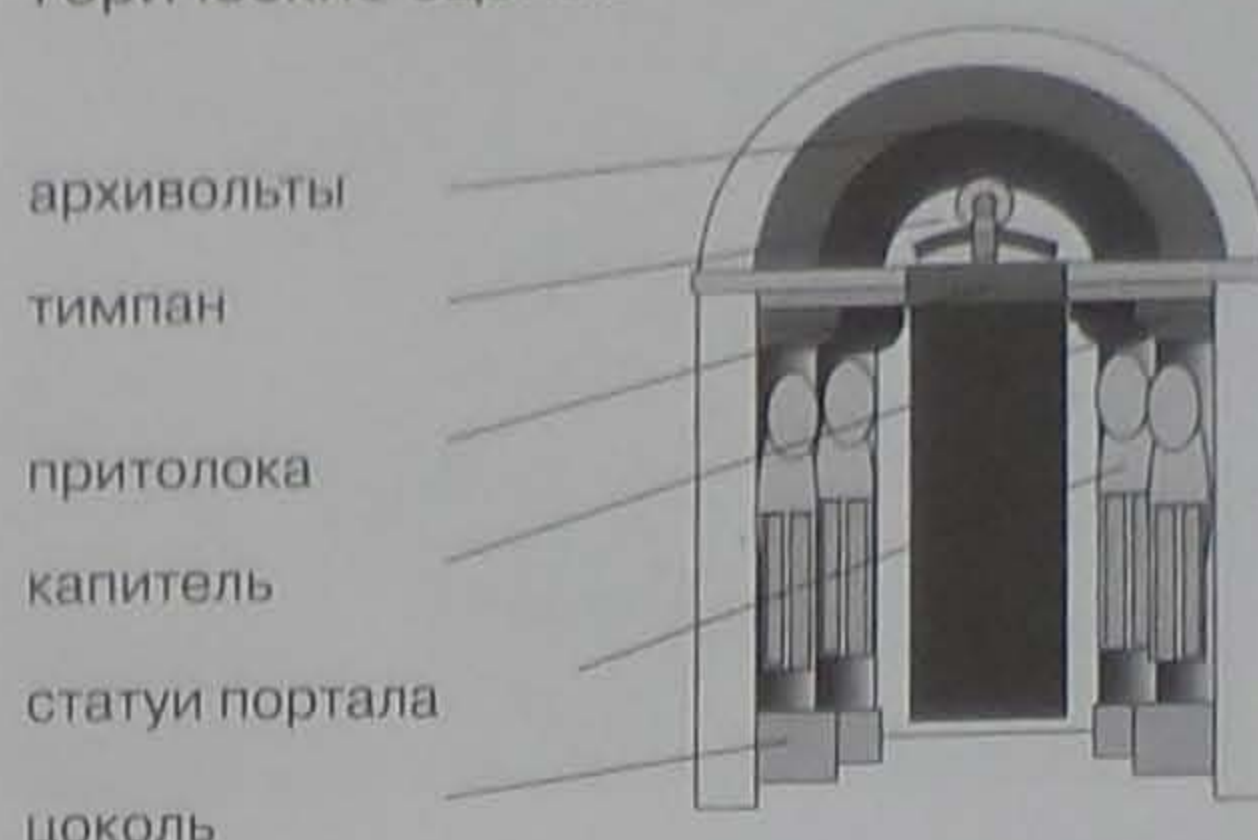 архивольты
тимпан
притолока
капитель
статуи портала
цоколь